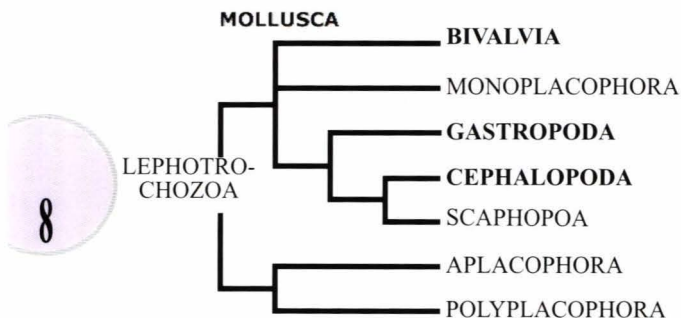 MOLLUSCA
BIVALVIA
MONOPLACOPHORA
GASTROPODA
LEPHOTRO-
CHOZOA
CEPHALOPODA
SCAPHOPOA
8
APLACOPHORA
POLYPLACOPHORA